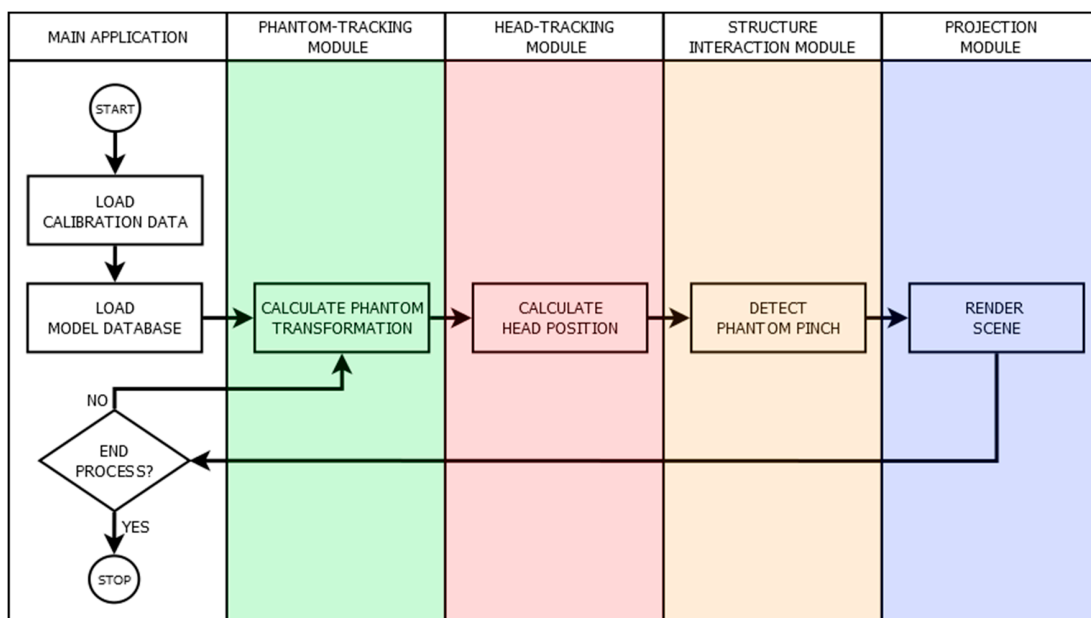 MAIN APPLICATION
PHANTOM-TRACKING
MODULE
HEAD-TRACKING
MODULE
STRUCTURE
INTERACTION MODULE
PROJECTION
MODULE
START
LOAD
CALIBRATION DATA
LOAD
MODEL DATABASE
CALCULATE PHANTOM
TRANSFORMATION
CALCULATE
HEAD POSITION
DETECT
PHANTOM PINCH
RENDER
SCENE
NO
END
PROCESS?
YES
STOP